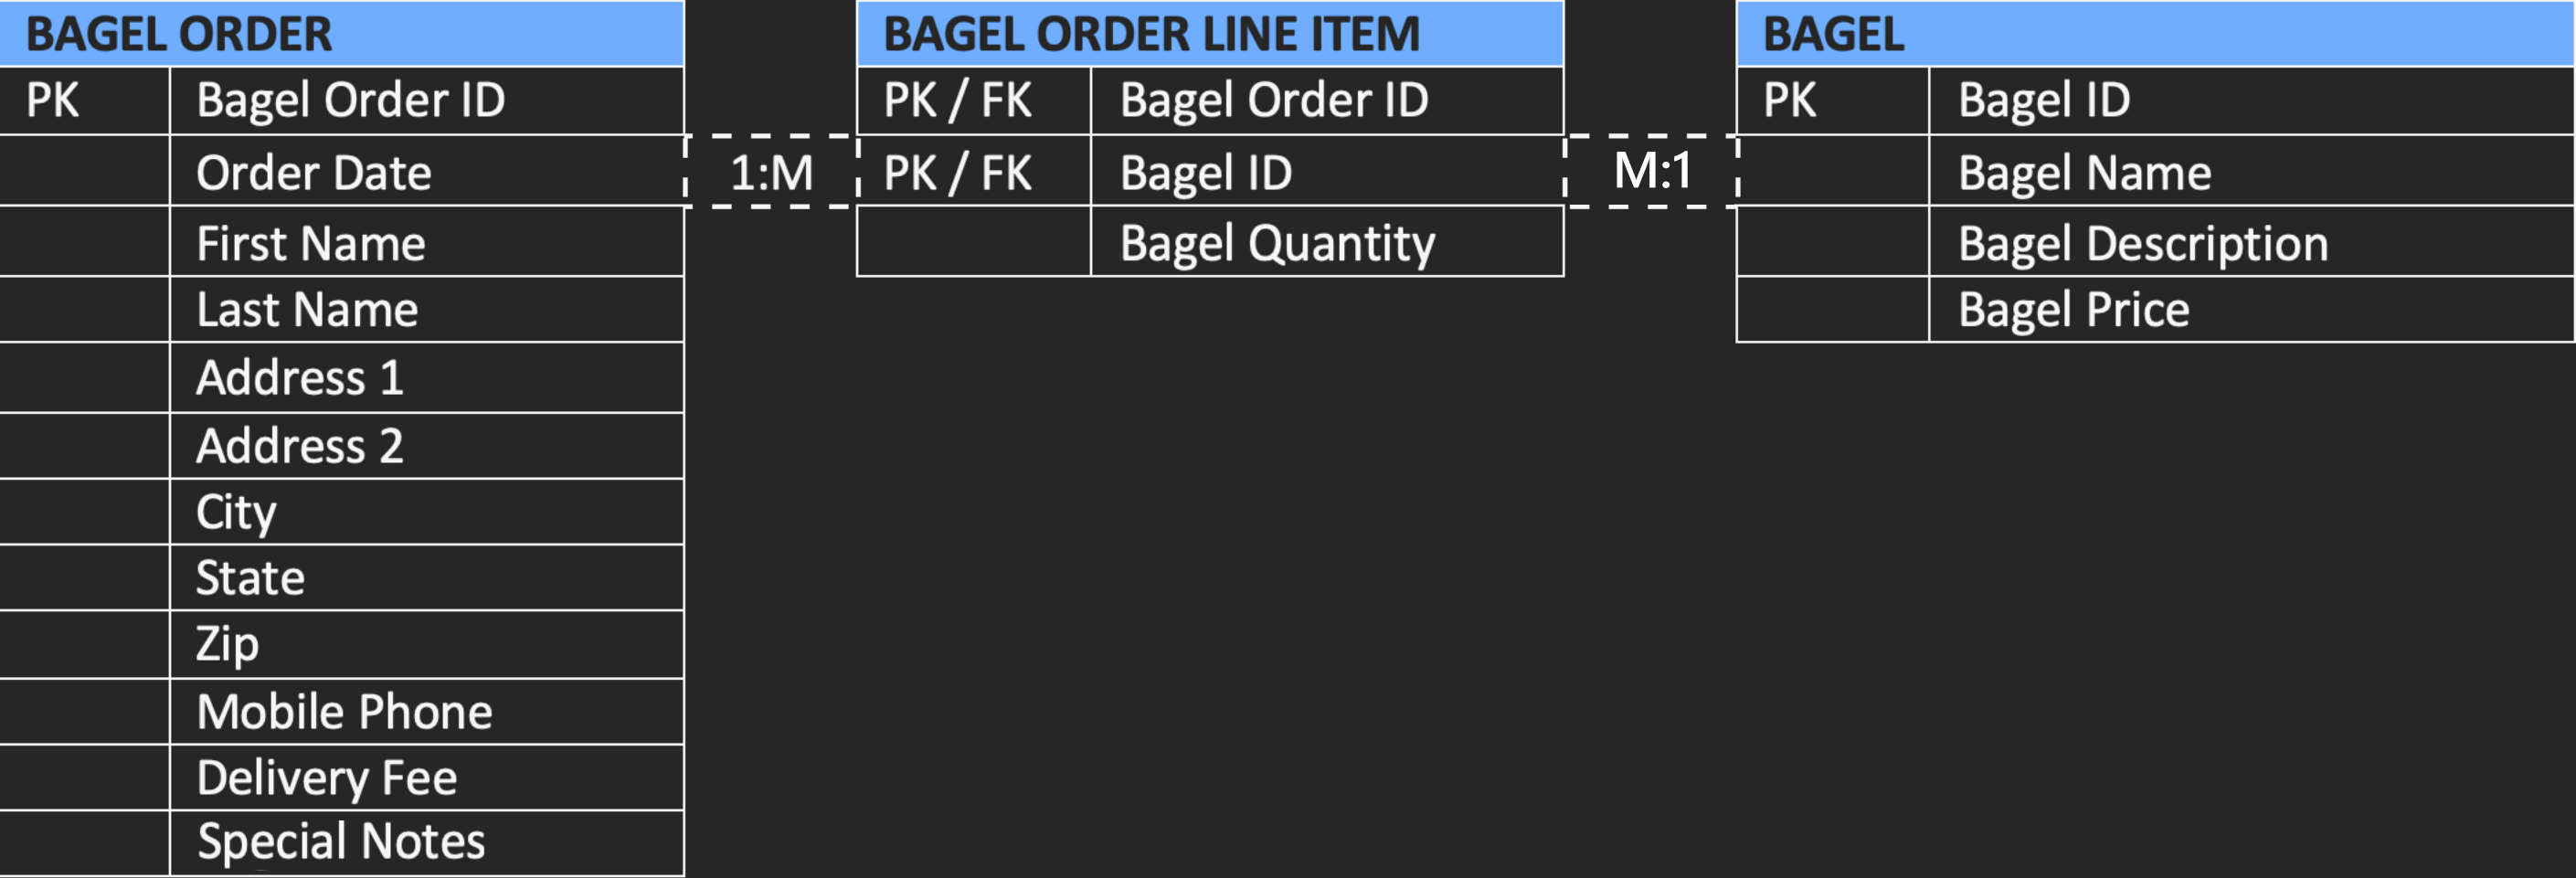 BAGEL ORDER
PK Bagel Order ID
Order Date
First Name
Last Name
Address 1
Address 2
City
State
Zip
Mobile Phone
Delivery Fee
Special Notes
1:M
BAGEL ORDER LINE ITEM
PK / FK Bagel Order ID
PK / FK Bagel ID
Bagel Quantity
M:1
BAGEL
PK Bagel ID
Bagel Name
Bagel Description
Bagel Price